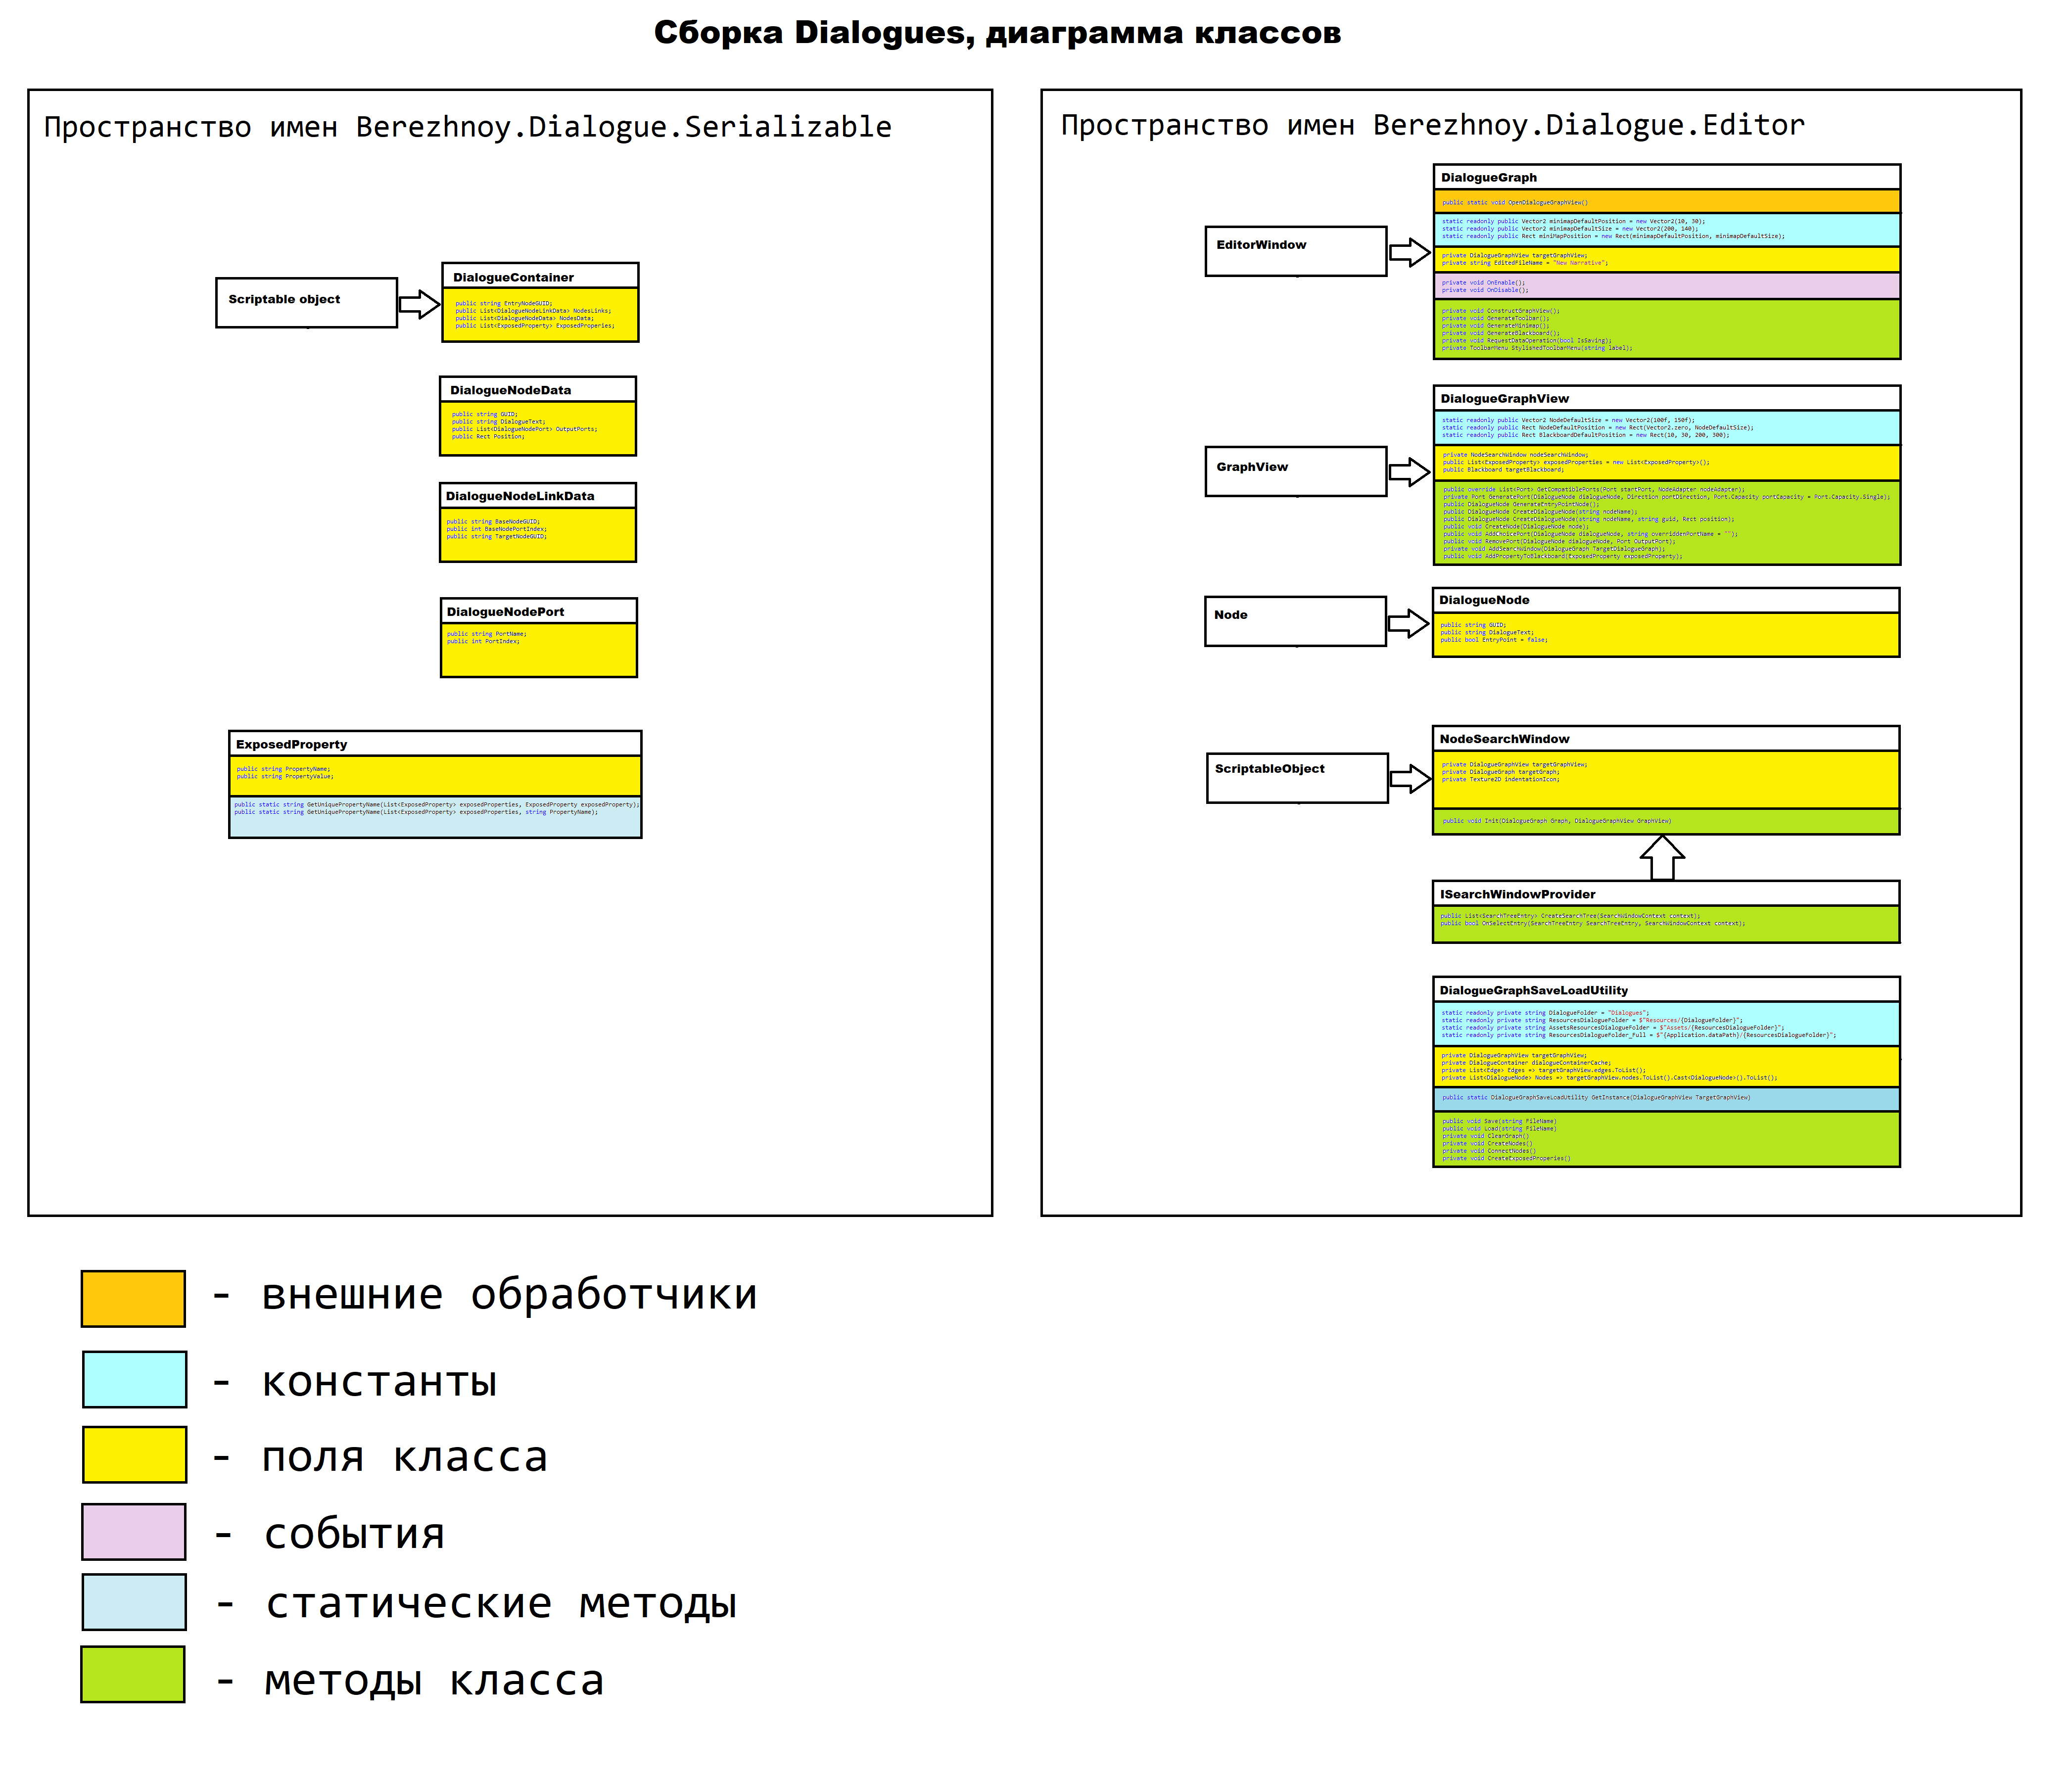 Сборка Dialogues, диаграмма классов
Пространство имен Berezhnoy.Dialogue.Serializable
Scriptable object
DialogueContainer
public string EntryNodeGUID;
public List<DialogueNodeLinkData> NodesLinks;
public List<DialogueNodeData> NodesData;
public List<ExposedProperty> ExposedProperies;
DialogueNodeData
public string GUID;
public string DialogueText;
public List<DialogueNodePort> OutputPorts;
public Rect Position;
DialogueNodeLinkData
public string BaseNodeGUID;
public int BaseNodePortIndex;
public string TargetNodeGUID;
DialogueNodePort
public string PortName;
public int PortIndex;
ExposedProperty
public string PropertyName;
public string PropertyValue;
public static string GetUniquePropertyName(List<ExposedProperty> exposedProperties, ExposedProperty exposedProperty);
public static string GetUniquePropertyName(List<ExposedProperty> exposedProperties, string PropertyName);
Пространство имен Berezhnoy.Dialogue.Editor
EditorWindow
DialogueGraph
public static void OpenDialogueGraphView()
static readonly public Vector2 minimapDefaultPosition = new Vector2(10, 30);
static readonly public Vector2 minimapDefaultSize = new Vector2(200, 140);
static readonly public Rect miniMapPosition = new Rect(minimapDefaultPosition, minimapDefaultSize);
private DialogueGraphView targetGraphView;
private string EditedFileName = "New Narrative";
private void OnEnable();
private void OnDisable();
private void ConstructGraphView();
private void GenerateToolbar();
private void GenerateMinimap();
private void GenerateBlackboard();
private void RequestDataOperation(bool IsSaving);
private ToolbarMenu StylishedToolbarMenu(string label);
GraphView
DialogueGraphView
static readonly public Vector2 NodeDefaultSize = new Vector2(100f, 150f);
static readonly public Rect NodeDefaultPosition = new Rect(Vector2.zero, NodeDefaultSize);
static readonly public Rect BlackboardDefaultPosition = new Rect(10, 30, 200, 300);
private NodeSearchWindow nodeSearchWindow;
public List<ExposedProperty> exposedProperties = new List<ExposedProperty>();
public Blackboard targetBlackboard;
public override List<Port> GetCompatiblePorts(Port startPort, NodeAdapter nodeAdapter);
private Port GeneratePort(DialogueNode dialogueNode, Direction portDirection, Port.Capacity portCapacity = Port.Capacity.Single);
public DialogueNode GenerateEntryPointNode();
public DialogueNode CreateDialogueNode(string nodeName);
public DialogueNode CreateDialogueNode(string nodeName, string guid, Rect position);
public void CreateNode(DialogueNode node);
public void AddChoicePort(DialogueNode dialogueNode, string overriddenPortName = "");
public void RemovePort(DialogueNode dialogueNode, Port OutputPort);
private void AddSearchWindow(DialogueGraph TargetDialogueGraph);
public void AddPropertyToBlackboard(ExposedProperty exposedProperty);
Node
DialogueNode
public string GUID;
public string DialogueText;
public bool EntryPoint = false;
ScriptableObject
NodeSearchWindow
private DialogueGraphView targetGraphView;
private DialogueGraph targetGraph;
private Texture2D indentationIcon;
public void Init(DialogueGraph Graph, DialogueGraphView GraphView)
ISearchWindowProvider
public List<SearchTreeEntry> CreateSearchTree(SearchWindowContext context);
public bool OnSelectEntry(SearchTreeEntry SearchTreeEntry, SearchWindowContext context);
DialogueGraphSaveLoadUtility
static readonly private string DialogueFolder = "Dialogues";
static readonly private string ResourcesDialogueFolder = $"Resources/{DialogueFolder}";
static readonly private string AssetsResourcesDialogueFolder = $"Assets/{ResourcesDialogueFolder}";
static readonly private string ResourcesDialogueFolder_Full = $"{Application.dataPath}/{ResourcesDialogueFolder}";
private DialogueGraphView targetGraphView;
private DialogueContainer dialogueContainerCache;
private List<Edge> Edges => targetGraphView.edges.ToList();
private List<DialogueNode> Nodes => targetGraphView.nodes.ToList().Cast<DialogueNode>().ToList();
public static DialogueGraphSaveLoadUtility GetInstance(DialogueGraphView TargetGraphView)
public void Save(string FileName)
public void Load(string FileName)
private void ClearGraph()
private void CreateNodes()
private void ConnectNodes()
private void CreateExposedProperies()
- внешние обработчики
- константы
- поля класса
- события
- статические методы
- методы класса